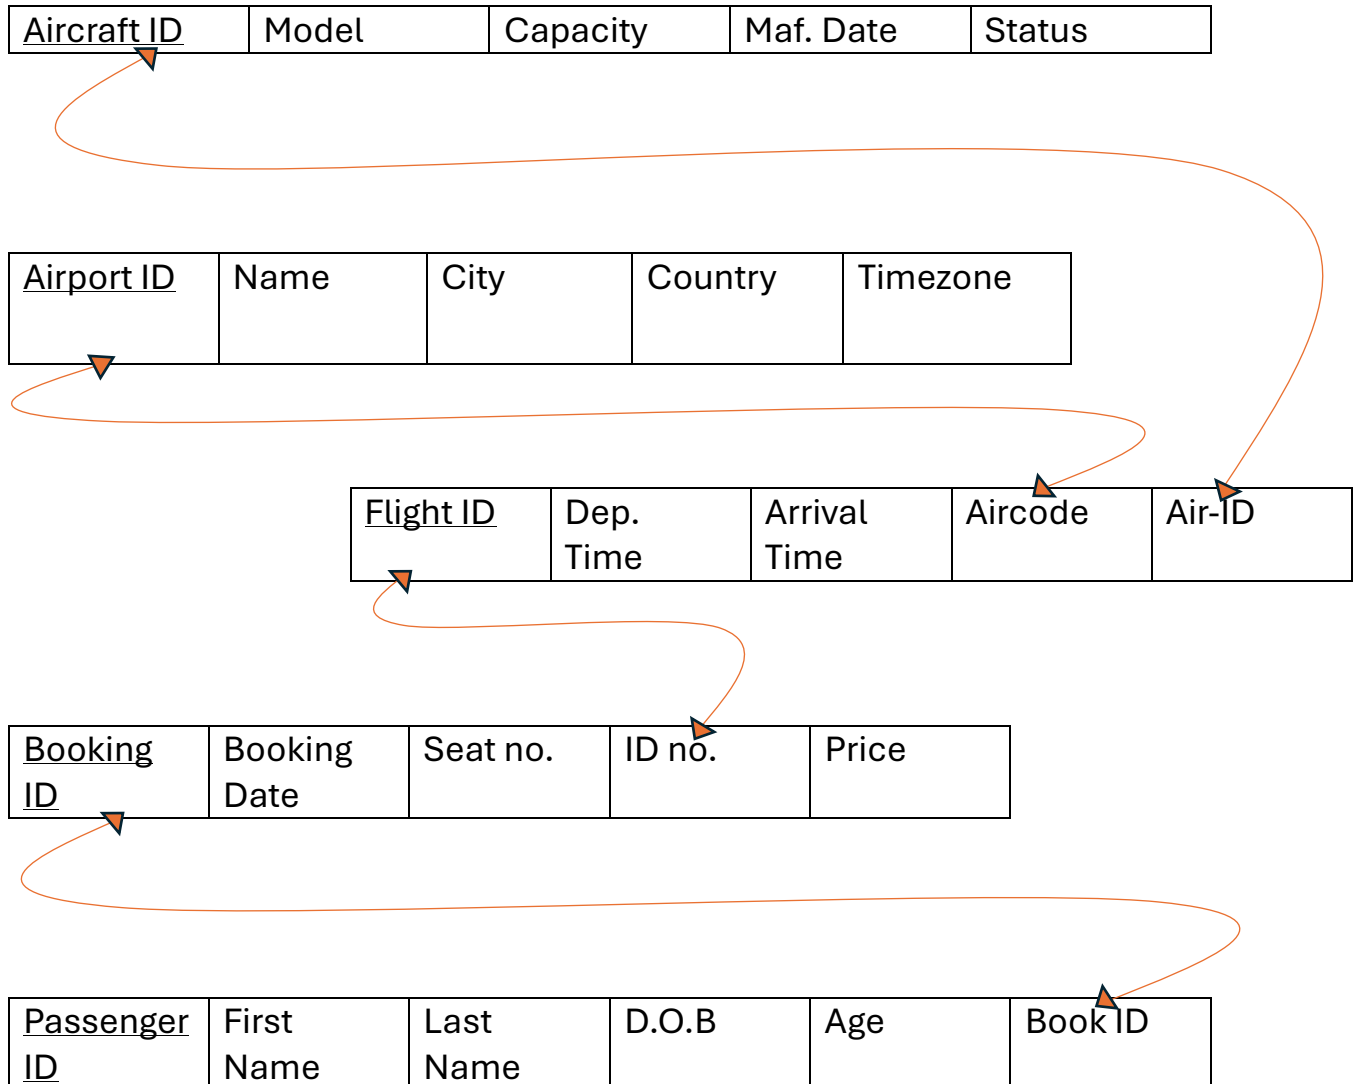 Aircraft ID Model Capacity Maf. Date Status
Airport ID Name City Country Timezone
Flight ID Dep. Arrival Aircode Air-ID
Time Time
Booking Booking Seat no. ID no. Price
ID Date
Passenger First Last D.O.B Age Book ID
ID Name Name